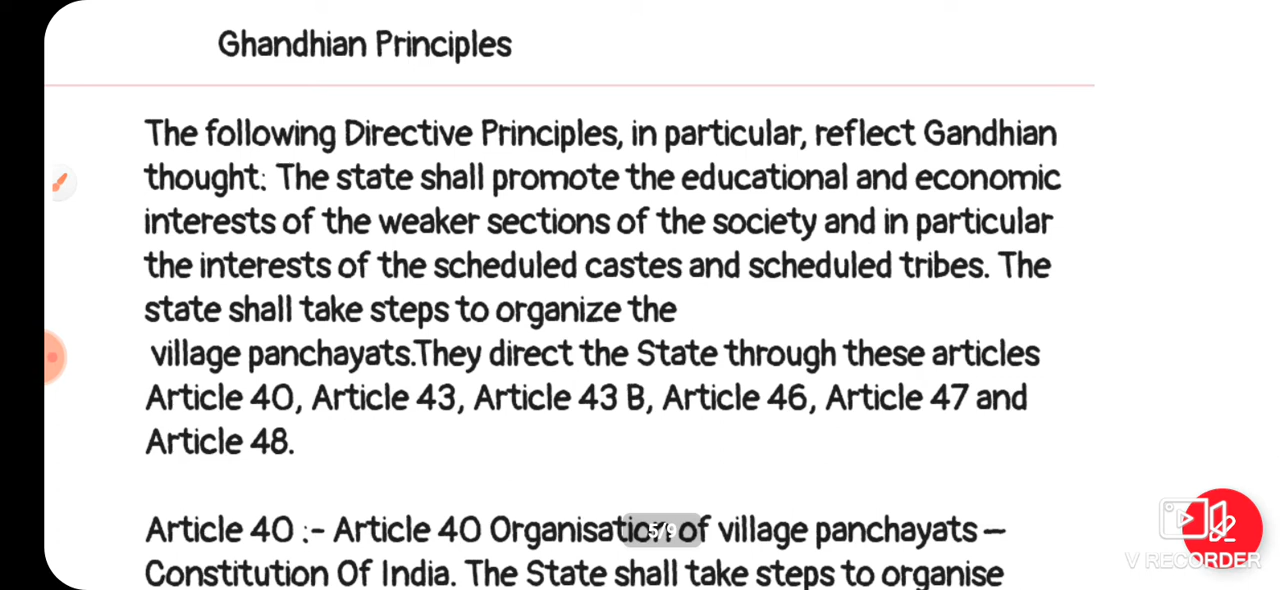 Ghandhian Principles
The following Directive Principles, in particular, reflect Gandhian
thought: The state shall promote the educational and economic
interests of the weaker sections of the society and in particular
the interests of the scheduled castes and scheduled tribes. The
state shall take steps to organize the
village panchayats.They direct the State through these articles
Article 40, Article 43, Article 43 B, Article 46, Article 47 and
Article 48.
Article 40 :- Article 40 Organisation of village panchayats –
5/9
Constitution Of India. The State shall take steps to organise
V RECORDER